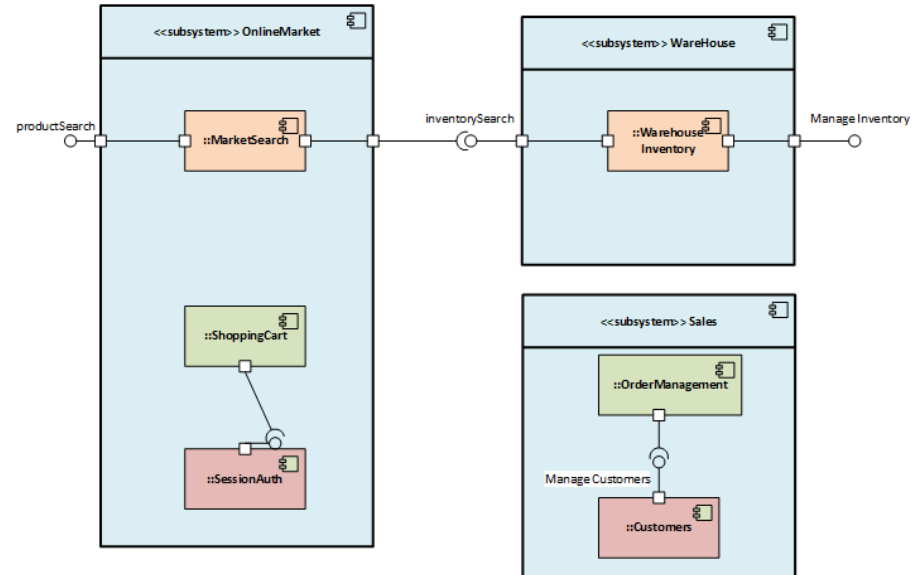 <<subsystem>> OnlineMarket
<<subsystem>> WareHouse
productSearch
::MarketSearch
inventorySearch
::Warehouse
Inventory
Manage Inventory
::ShoppingCart
<<subsystem>> Sales
::OrderManagement
::SessionAuth
Manage Customers
::Customers